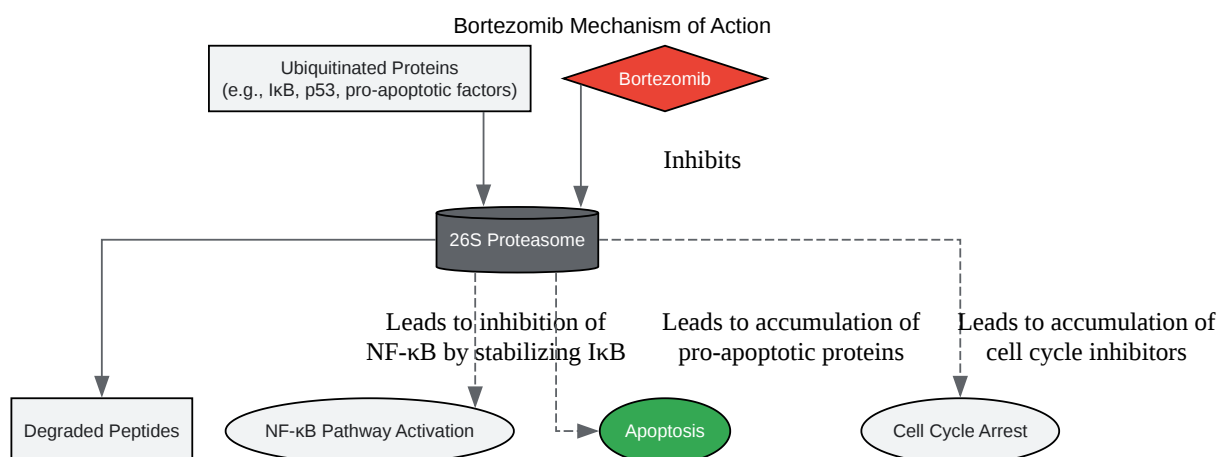 Bortezomib Mechanism of Action
Ubiquitinated Proteins
(e.g., IκB, p53, pro-apoptotic factors)
Bortezomib
Inhibits
26S Proteasome
Leads to inhibition of
NF-κB by stabilizing IκB
Leads to accumulation of
pro-apoptotic proteins
Leads to accumulation of
cell cycle inhibitors
Degraded Peptides
NF-κB Pathway Activation
Apoptosis
Cell Cycle Arrest